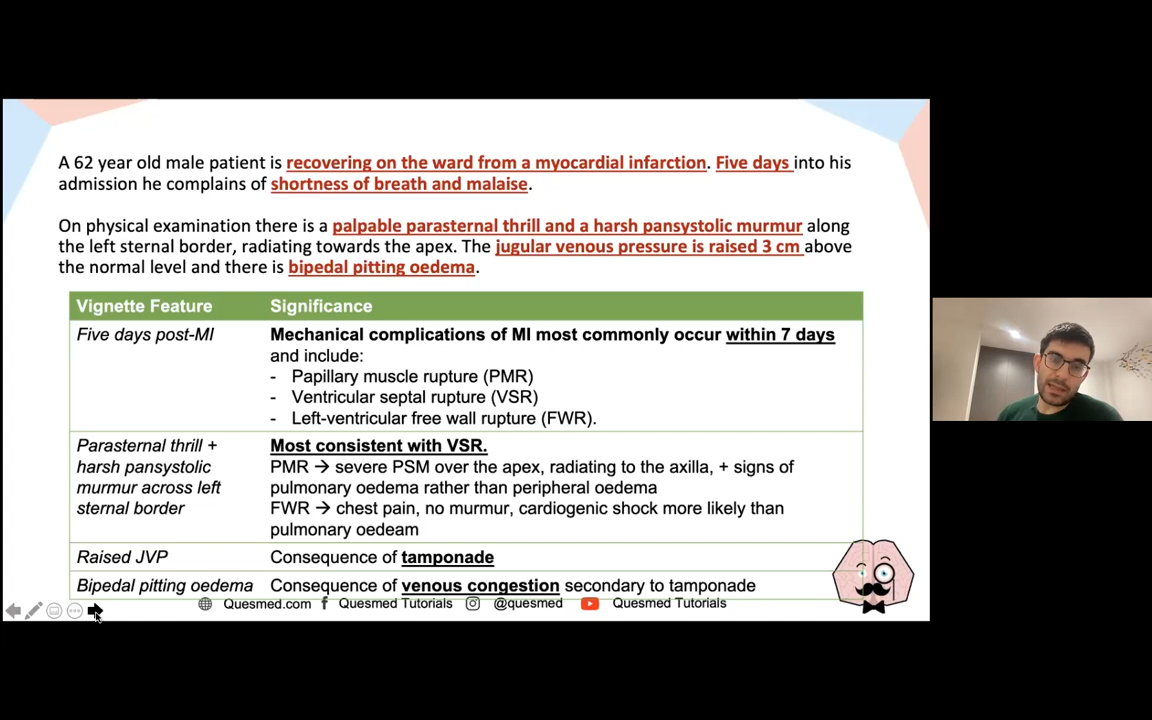 A 62 year old male patient is recovering on the ward from a myocardial infarction. Five days into his
admission he complains of shortness of breath and malaise.
On physical examination there is a palpable parasternal thrill and a harsh pansystolic murmur along
the left sternal border, radiating towards the apex. The jugular venous pressure is raised 3 cm above
the normal level and there is bipedal pitting oedema.
Vignette Feature Significance
Five days post-MI Mechanical complications of MI most commonly occur within 7 days
and include:
- Papillary muscle rupture (PMR)
- Ventricular septal rupture (VSR)
- Left-ventricular free wall rupture (FWR).
Parasternal thrill + Most consistent with VSR.
harsh pansystolic PMR → severe PSM over the apex, radiating to the axilla, + signs of
murmur across left pulmonary oedema rather than peripheral oedema
sternal border FWR → chest pain, no murmur, cardiogenic shock more likely than
pulmonary oedeam
Raised JVP Consequence of tamponade
Bipedal pitting oedema Consequence of venous congestion secondary to tamponade
Quesmed.com Quesmed Tutorials @quesmed Quesmed Tutorials